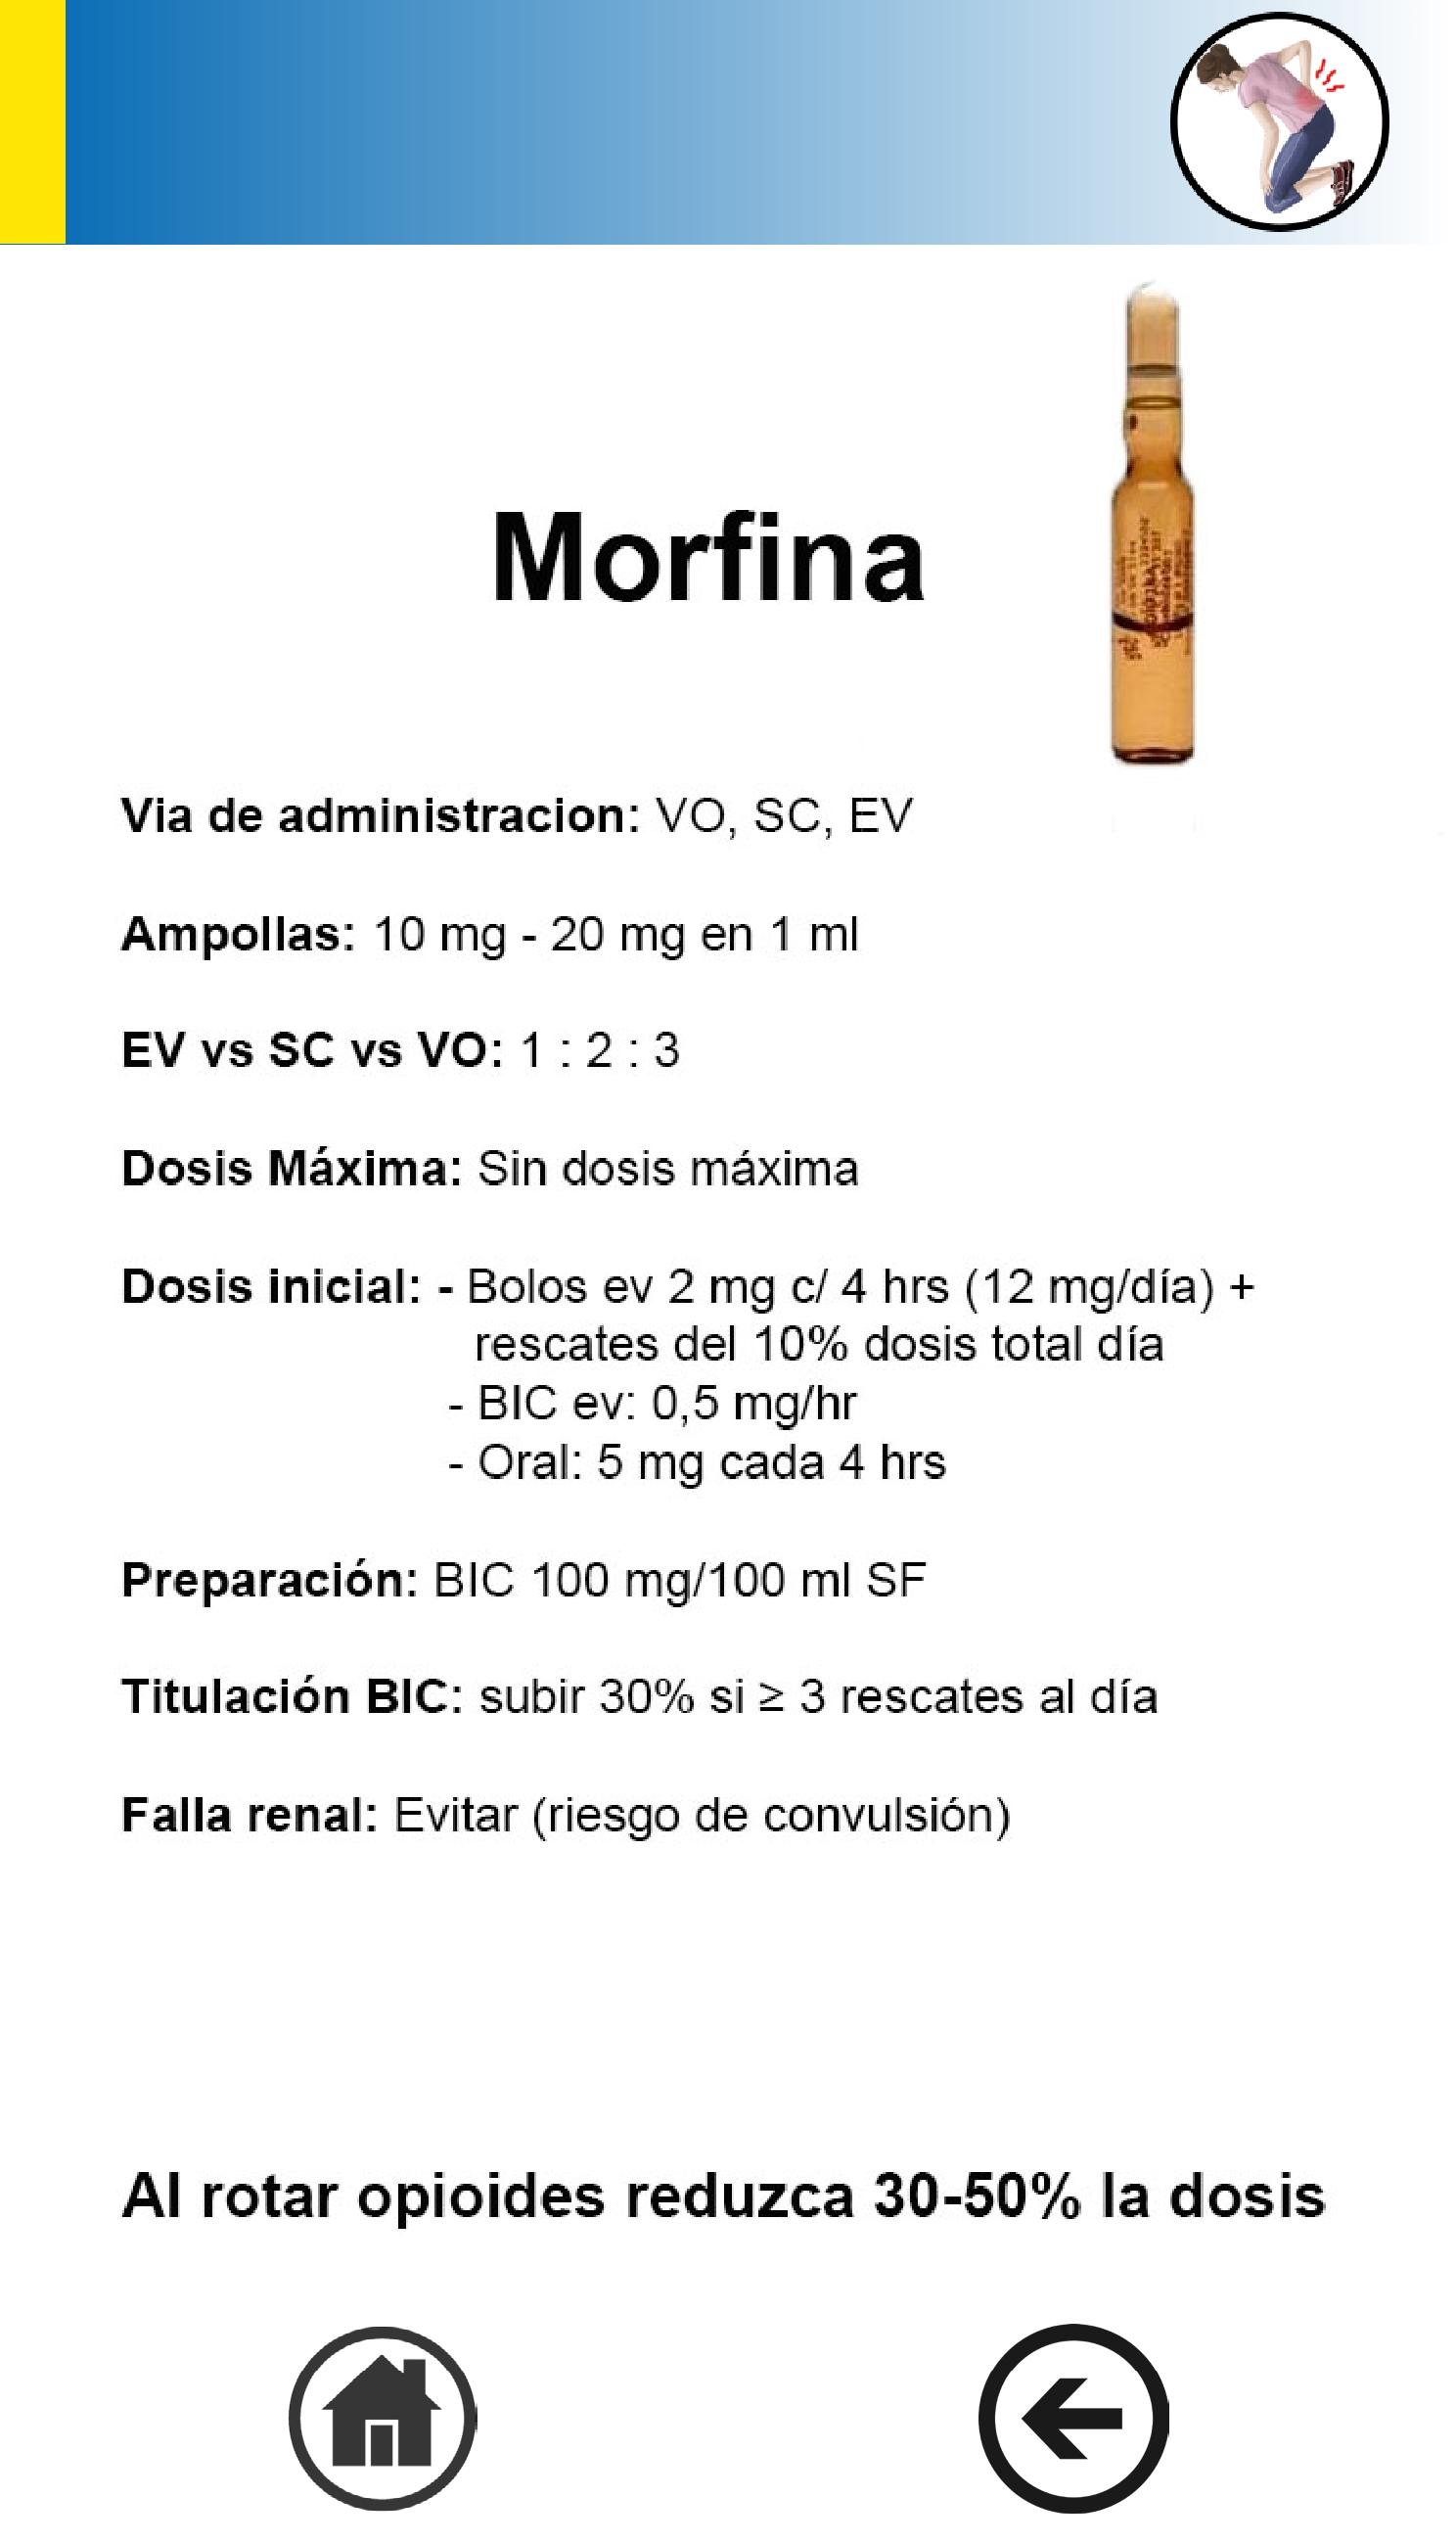 Morfina
Via de administracion: VO, SC, EV
Ampollas: 10 mg - 20 mg en 1 ml
EV vs SC vs VO: 1 : 2 : 3
Dosis Máxima: Sin dosis máxima
Dosis inicial: - Bolos ev 2 mg c/ 4 hrs (12 mg/día) +
rescates del 10% dosis total día
- BIC ev: 0,5 mg/hr
- Oral: 5 mg cada 4 hrs
Preparación: BIC 100 mg/100 ml SF
Titulación BIC: subir 30% si ≥ 3 rescates al día
Falla renal: Evitar (riesgo de convulsión)
Al rotar opioides reduzca 30-50% la dosis